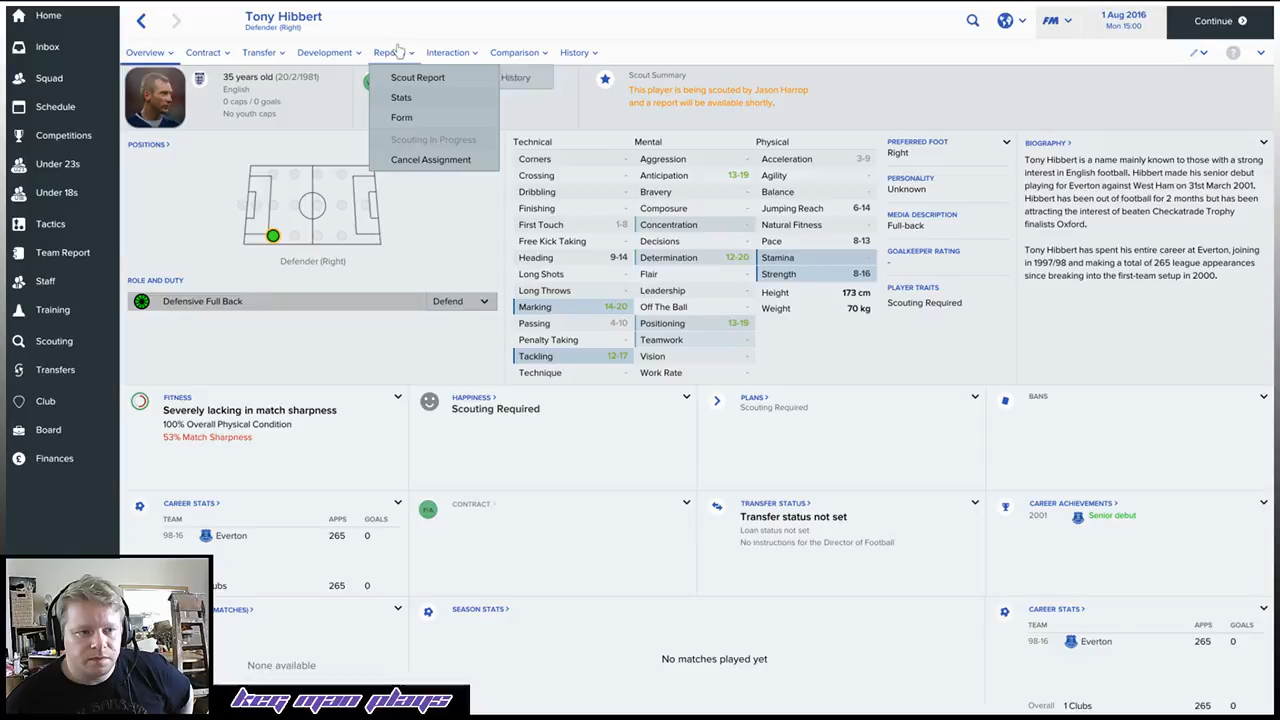 Home
Inbox
Squad
Schedule
Competitions
Under 23s
Under 18s
Tactics
Team Report
Staff
Training
Scouting
Transfers
Club
Board
Finances
Tony Hibbert
Defender (Right)
FM
1 Aug 2016
Mon 15:00
Continue
Overview
Contract
Transfer
Development
Interaction
Comparison
History
Scout Report
Stats
Form
Scouting in Progress
Cancel Assignment
History
35 years old (20/2/1981)
English
0 caps / 0 goals
No youth caps
Scout Summary
This player is being scouted by Jason Harrop
and a report will be available shortly.
POSITIONS >
Defender (Right)
ROLE AND DUTY
Defensive Full Back Defend
Technical
Corners -
Crossing -
Dribbling -
Finishing -
First Touch 1-8
Free Kick Taking -
Heading 9-14
Long Shots -
Long Throws -
Marking 14-20
Passing 4-10
Penalty Taking -
Tackling 12-17
Technique -
Mental
Aggression -
Anticipation 13-19
Bravery -
Composure -
Concentration -
Decisions -
Determination 12-20
Flair -
Leadership -
Off The Ball -
Positioning 13-19
Teamwork -
Vision -
Work Rate -
Physical
Acceleration 3-9
Agility -
Balance -
Jumping Reach 6-14
Natural Fitness -
Pace 8-13
Stamina -
Strength 8-16
Height 173 cm
Weight 70 kg
PREFERRED FOOT
Right
PERSONALITY
Unknown
MEDIA DESCRIPTION
Full-back
GOALKEEPER RATING
-
PLAYER TRAITS
Scouting Required
BIOGRAPHY >
Tony Hibbert is a name mainly known to those with a strong
interest in English football. Hibbert made his senior debut
playing for Everton against West Ham on 31st March 2001.
Hibbert has been out of football for 2 months but has been
attracting the interest of beaten Checkatrade Trophy
finalists Oxford.
Tony Hibbert has spent his entire career at Everton, joining
in 1997/98 and making a total of 265 league appearances
since breaking into the first-team setup in 2000.
FITNESS
Severely lacking in match sharpness
100% Overall Physical Condition
53% Match Sharpness
HAPPINESS >
Scouting Required
PLANS >
Scouting Required
BANS
CAREER STATS >
TEAM APPS GOALS
98-16 Everton 265 0
ubs 265 0
CONTRACT >
F/A
TRANSFER STATUS >
Transfer status not set
Loan status not set
No instructions for the Director of Football
CAREER ACHIEVEMENTS >
2001 Senior debut
MATCHES) >
None available
SEASON STATS >
No matches played yet
CAREER STATS >
TEAM APPS GOALS
98-16 Everton 265 0
Overall 1 Clubs 265 0
KEG MAN PLAYS